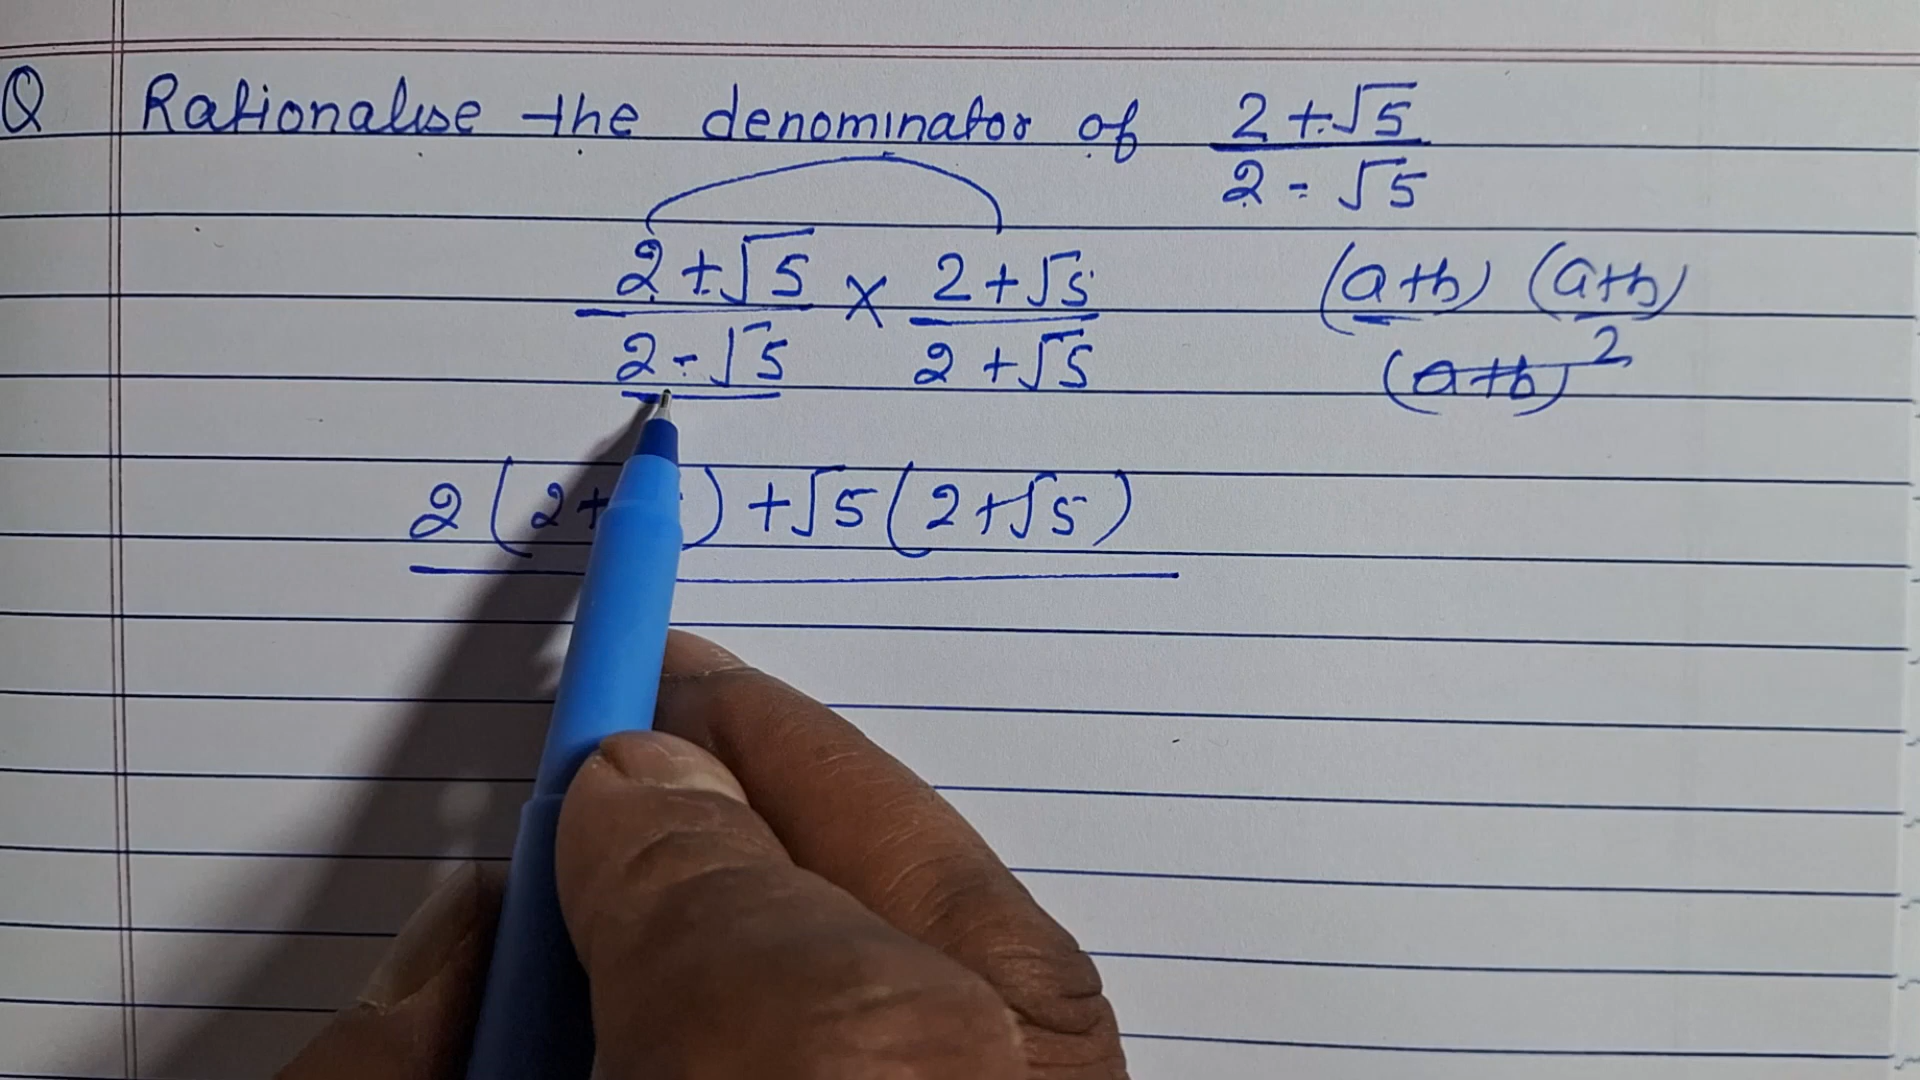 Q Rationalise the denominator of (2+√5)/(2-√5)
(2+√5)/(2-√5) × (2+√5)/(2+√5)
(a+b) (a+b)
(a+b)²
2(2+ ) +√5(2+√5)